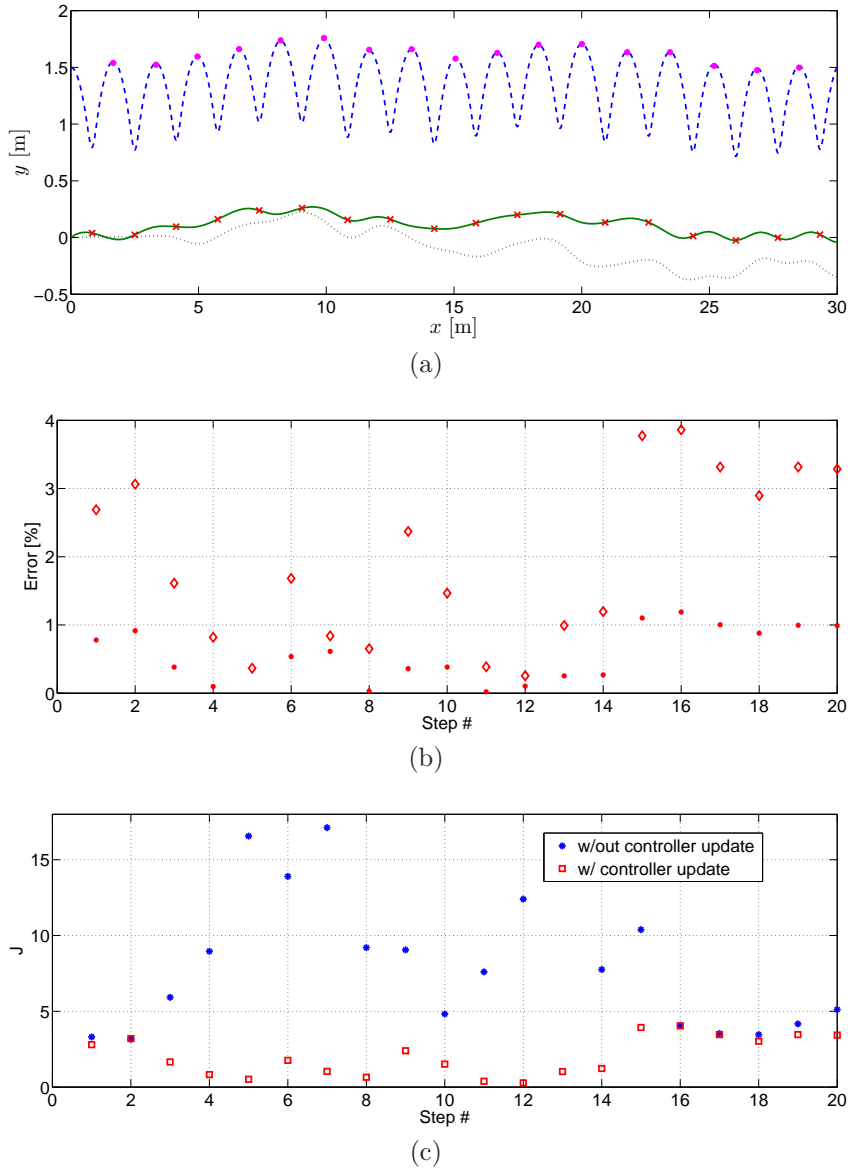 2
1.5
1
0.5
0
−0.5
y [m]
0 5 10 15 20 25 30
x [m]
(a)
4
3
2
1
0
Error [%]
0 2 4 6 8 10 12 14 16 18 20
Step #
(b)
15
10
5
0
J
w/out controller update
w/ controller update
0 2 4 6 8 10 12 14 16 18 20
Step #
(c)